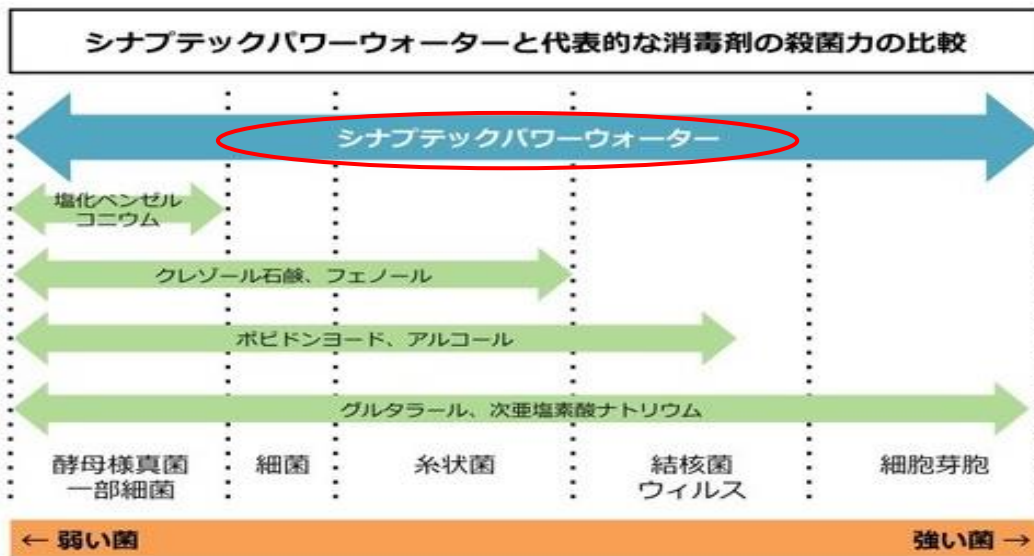 シナプテックパワーウォーターと代表的な消毒剤の殺菌力の比較
シナプテックパワーウォーター
塩化ベンゼル
コニウム
クレゾール石鹸、フェノール
ポビドンヨード、アルコール
グルタラール、次亜塩素酸ナトリウム
酵母様真菌
一部細菌
細菌
糸状菌
結核菌
ウィルス
細胞芽胞
← 弱い菌
強い菌 →